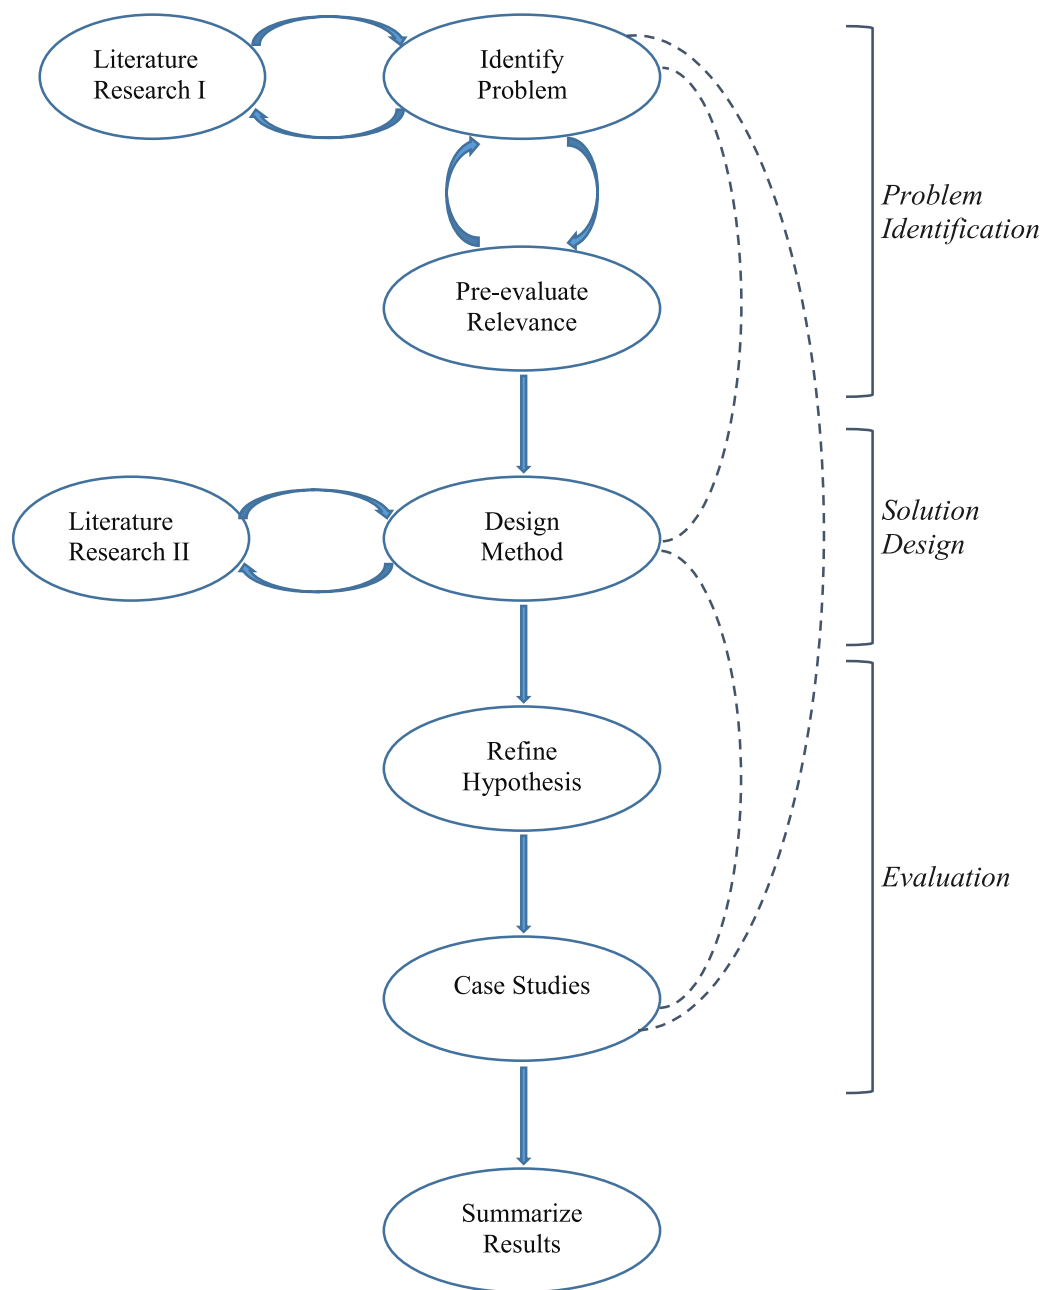 Literature
Research I
Identify
Problem
Problem
Identification
Pre-evaluate
Relevance
Literature
Research II
Design
Method
Solution
Design
Refine
Hypothesis
Evaluation
Case Studies
Summarize
Results